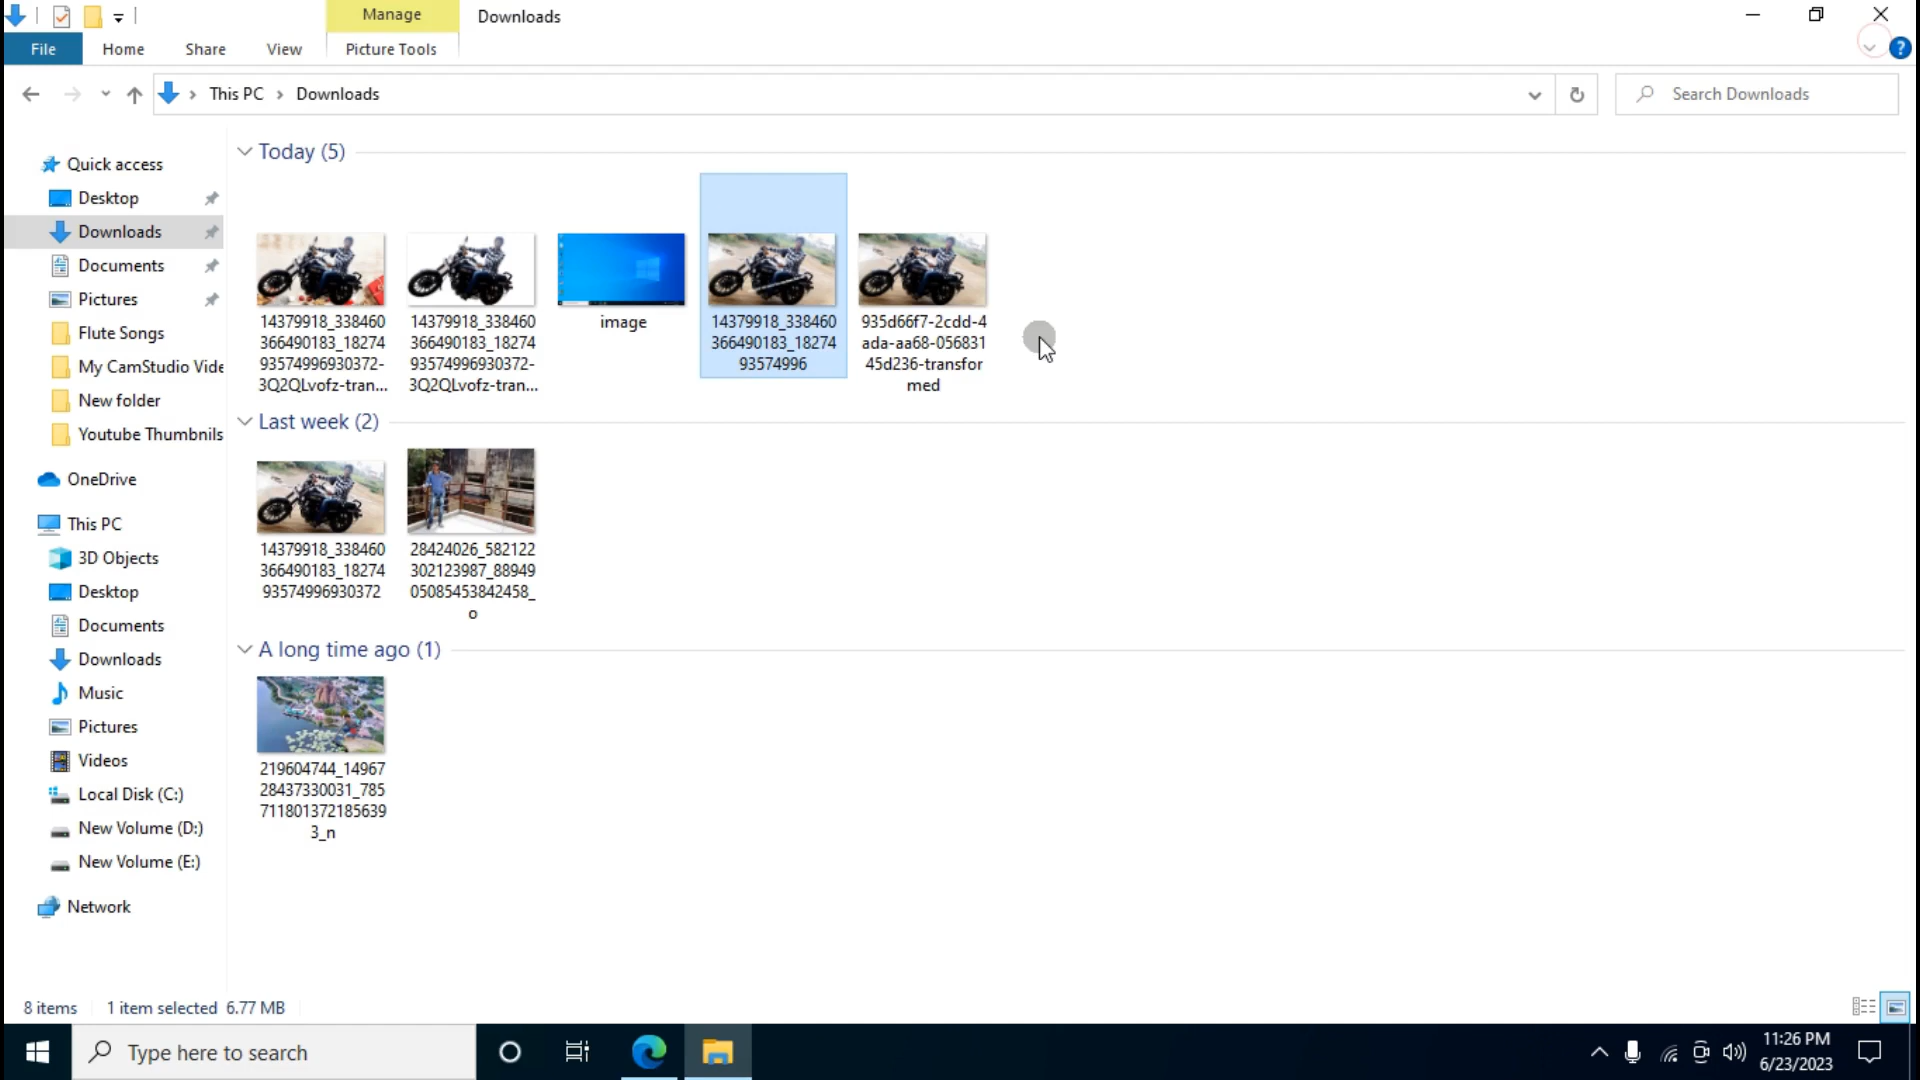 Manage
Downloads
File
Home
Share
View
Picture Tools
?
This PC
Downloads
Search Downloads
Quick access
Desktop
Downloads
Documents
Pictures
Flute Songs
My CamStudio Vide
New folder
Youtube Thumbnils
OneDrive
This PC
3D Objects
Desktop
Documents
Downloads
Music
Pictures
Videos
Local Disk (C:)
New Volume (D:)
New Volume (E:)
Network
Today (5)
14379918_338460
366490183_18274
93574996930372-
3Q2QLvofz-tran...
14379918_338460
366490183_18274
93574996930372-
3Q2QLvofz-tran...
image
14379918_338460
366490183_18274
93574996
935d66f7-2cdd-4
ada-aa68-056831
45d236-transfor
med
Last week (2)
14379918_338460
366490183_18274
93574996930372
28424026_582122
302123987_88949
05085453842458_
o
A long time ago (1)
219604744_14967
28437330031_785
711801372185639
3_n
8 items
1 item selected 6.77 MB
Type here to search
11:26 PM
6/23/2023